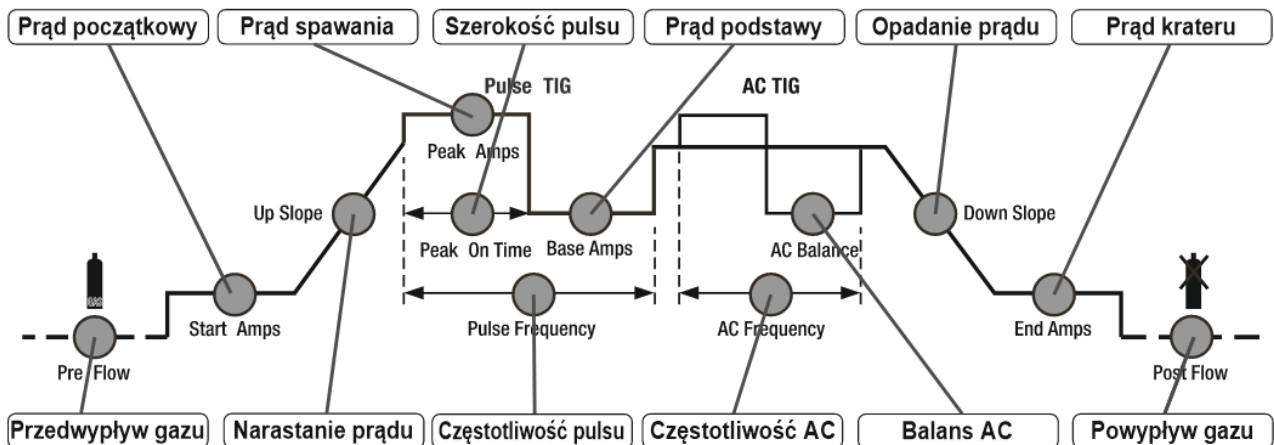 Prąd początkowy
Prąd spawania
Szerokość pulsu
Prąd podstawy
Opadanie prądu
Prąd krateru
Pulse TIG
AC TIG
Peak Amps
Up Slope
Down Slope
Peak On Time
Base Amps
AC Balance
GAS
Start Amps
Pulse Frequency
AC Frequency
End Amps
Pre Flow
Post Flow
Przedwypływ gazu
Narastanie prądu
Częstotliwość pulsu
Częstotliwość AC
Balans AC
Powypływ gazu